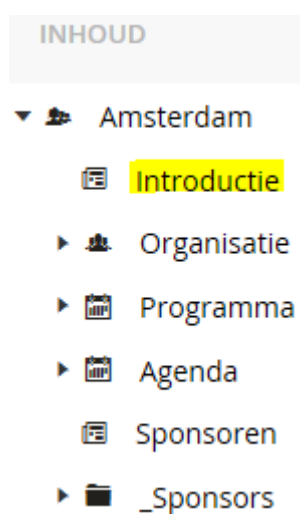 INHOUD
Amsterdam
Introductie
Organisatie
Programma
Agenda
Sponsoren
_Sponsors